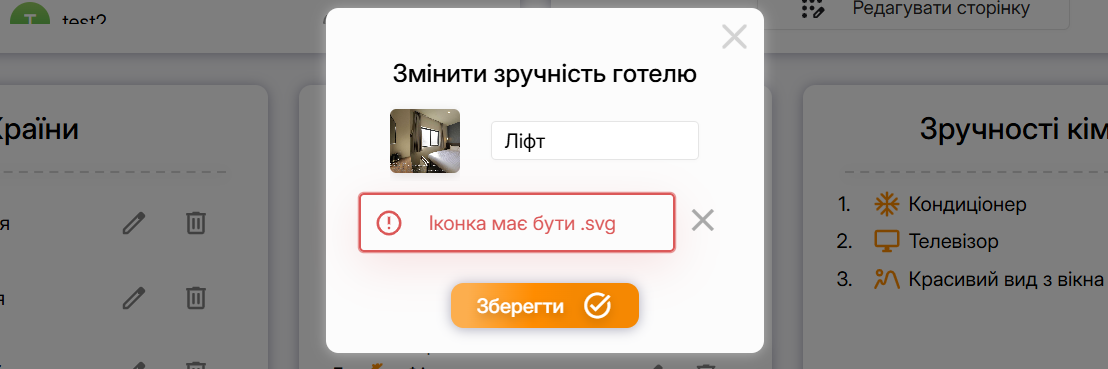 test2
Редагувати сторінку
Змінити зручність готелю
Ліфт
Іконка має бути .svg
Зберегти
Країни
Зручності кім
1. Кондиціонер
2. Телевізор
3. Красивий вид з вікна